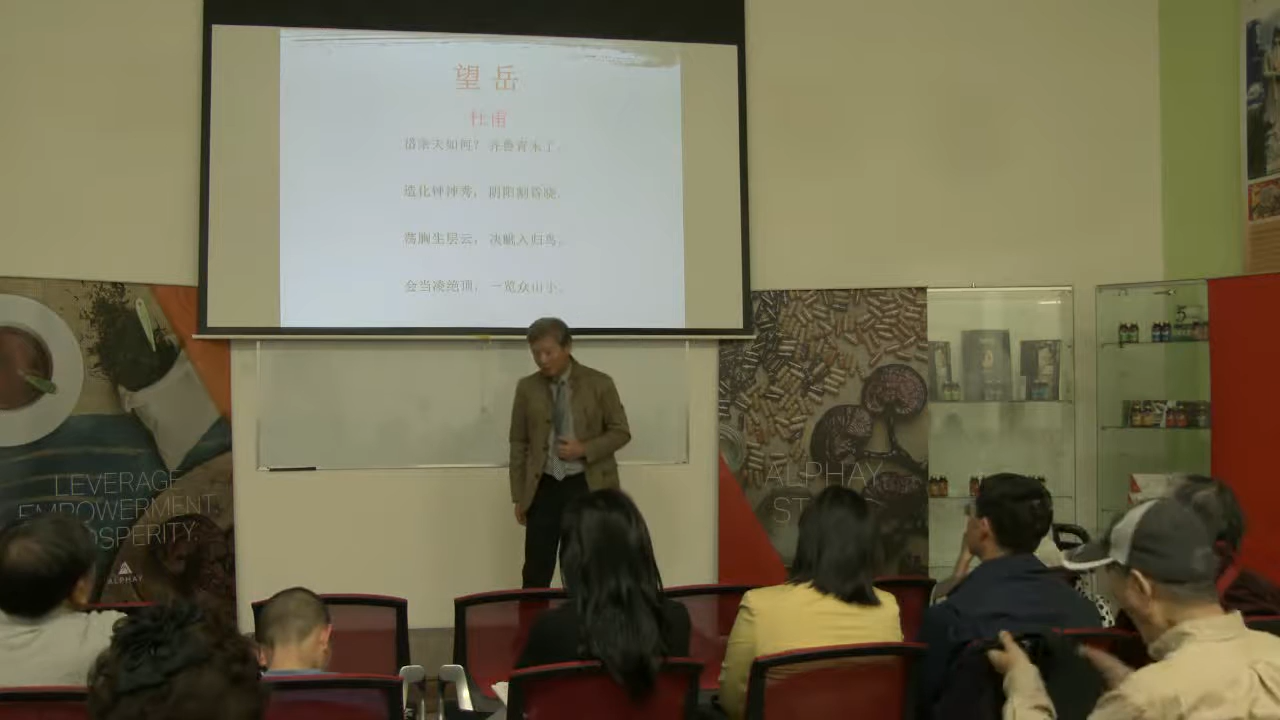 望岳
杜甫
岱宗夫如何? 齐鲁青未了。
造化钟神秀, 阴阳割昏晓。
荡胸生层云, 决眦入归鸟。
会当凌绝顶, 一览众山小。
LEVERAGE
EMPOWERMENT
OSPERITY.
ALPHAY
ALPHAY